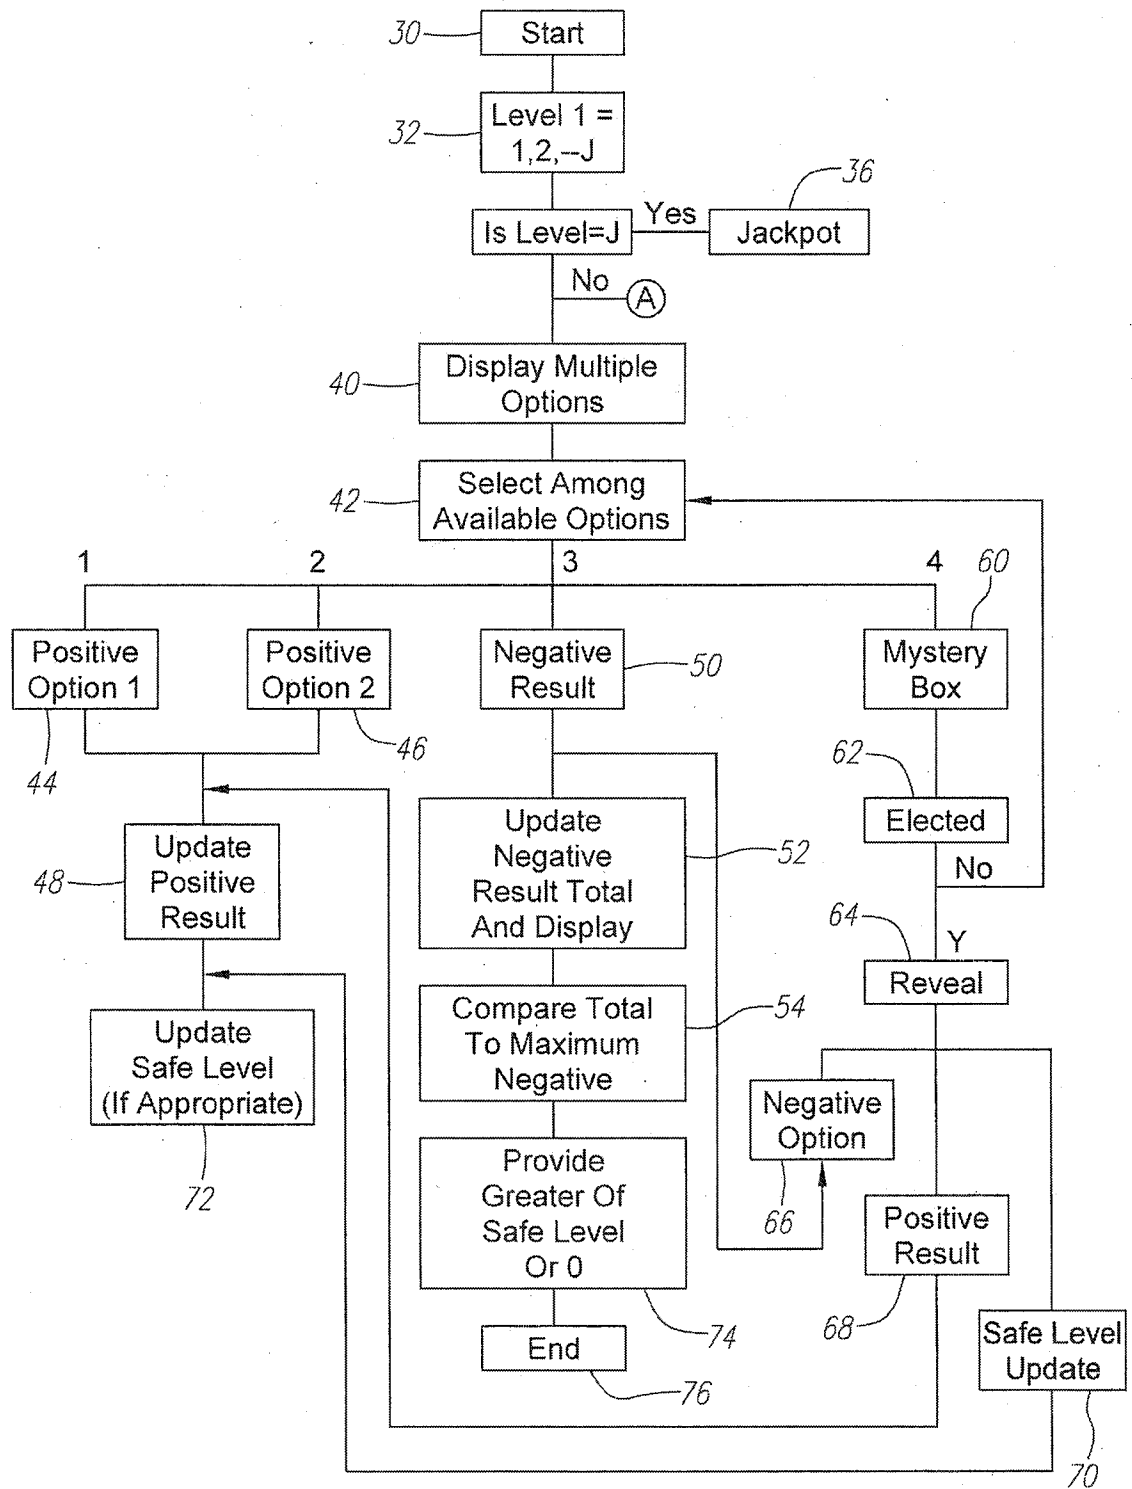 30
Start
32
Level 1 =
1,2,--J
36
Is Level=J
Yes
Jackpot
No
A
40
Display Multiple
Options
42
Select Among
Available Options
1
2
3
4
60
Positive
Option 1
Positive
Option 2
Negative
Result
50
Mystery
Box
44
46
62
Elected
No
Update
Negative
Result Total
And Display
52
48
Update
Positive
Result
64
Y
Reveal
Compare Total
To Maximum
Negative
54
Update
Safe Level
(If Appropriate)
72
Negative
Option
66
Provide
Greater Of
Safe Level
Or 0
74
Positive
Result
68
End
76
Safe Level
Update
70